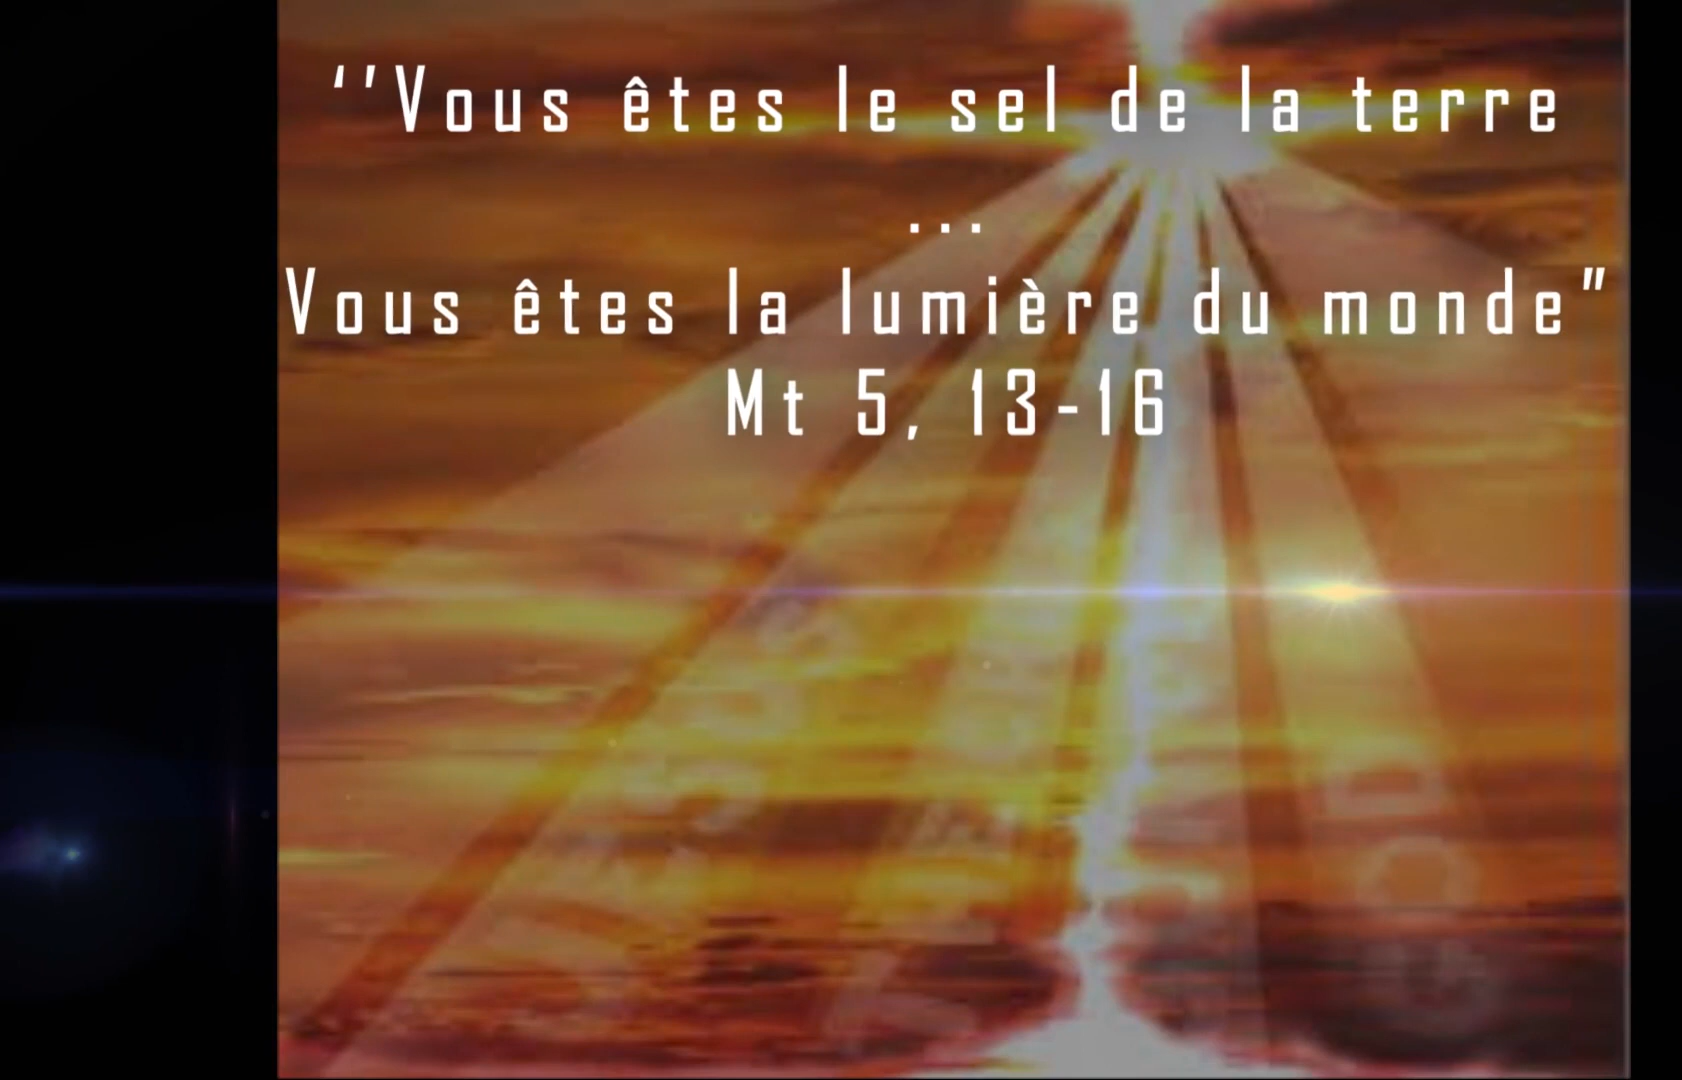 ‘’Vous êtes le sel de la terre
...
Vous êtes la lumière du monde”
Mt 5, 13-16